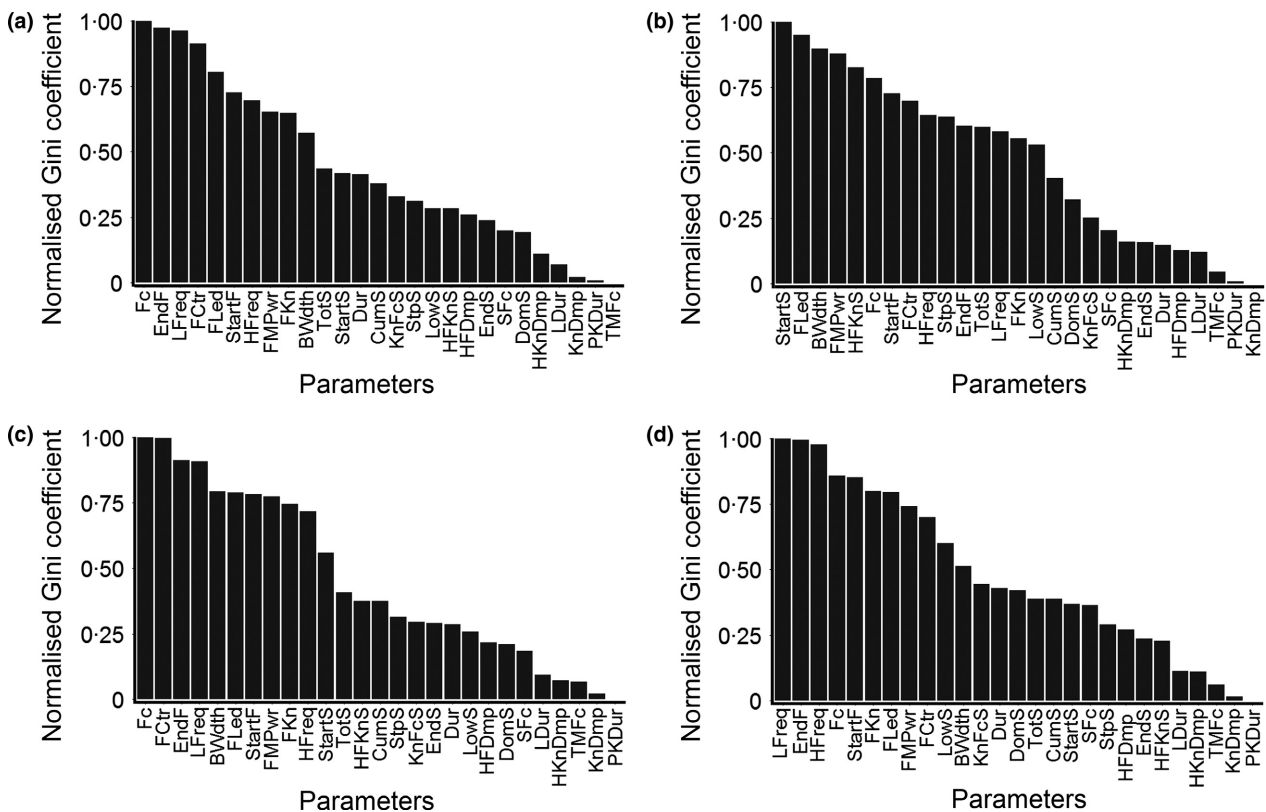 (a)
Normalised Gini coefficient
1·00
0·75
0·50
0·25
0
Fc EndF LFreq FCtr FLed StartF HFreq FMPwr FKn BWdth TotS StartS Dur CumS KnFcS StpS LowS HFKnS HFDmp EndS SFc DomS HKnDmp LDur KnDmp PKDur TMFc
Parameters
(b)
Normalised Gini coefficient
1·00
0·75
0·50
0·25
0
StartS FLed BWdth FMPwr HFKnS Fc StartF FCtr HFreq StpS EndF TotS LFreq FKn LowS CumS DomS KnFcS SFc HKnDmp EndS Dur HFDmp LDur TMFc PKDur KnDmp
Parameters
(c)
Normalised Gini coefficient
1·00
0·75
0·50
0·25
0
Fc FCtr EndF LFreq BWdth FLed StartF FMPwr FKn HFreq StartS TotS HFKnS CumS StpS KnFcS EndS Dur LowS HFDmp DomS SFc LDur HKnDmp TMFc KnDmp PKDur
Parameters
(d)
Normalised Gini coefficient
1·00
0·75
0·50
0·25
0
LFreq EndF HFreq Fc StartF FKn FLed FMPwr FCtr LowS BWdth KnFcS Dur DomS TotS CumS StartS SFc StpS HFDmp EndS HFKnS LDur HKnDmp TMFc KnDmp PKDur
Parameters